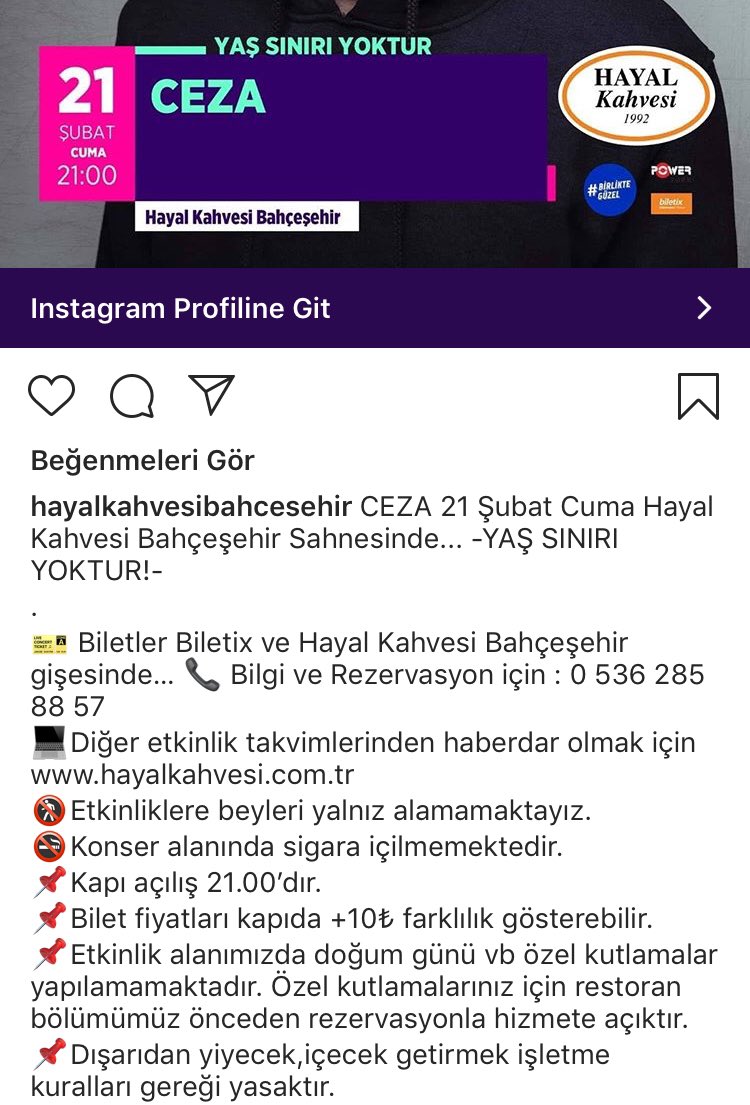 YAŞ SINIRI YOKTUR
21
ŞUBAT
CUMA
21:00
CEZA
Hayal Kahvesi Bahçeşehir
HAYAL
Kahvesi
1992
#BİRLİKTE
GÜZEL
POWER
biletix
Instagram Profiline Git
Beğenmeleri Gör
hayalkahvesibahcesehir CEZA 21 Şubat Cuma Hayal
Kahvesi Bahçeşehir Sahnesinde... -YAŞ SINIRI
YOKTUR!-
.
🎫 Biletler Biletix ve Hayal Kahvesi Bahçeşehir
gişesinde... 📞 Bilgi ve Rezervasyon için : 0 536 285
88 57
💻Diğer etkinlik takvimlerinden haberdar olmak için
www.hayalkahvesi.com.tr
🚷Etkinliklere beyleri yalnız alamamaktayız.
🚭Konser alanında sigara içilmemektedir.
📌Kapı açılış 21.00’dır.
📌Bilet fiyatları kapıda +10₺ farklılık gösterebilir.
📌Etkinlik alanımızda doğum günü vb özel kutlamalar
yapılamamaktadır. Özel kutlamalarınız için restoran
bölümümüz önceden rezervasyonla hizmete açıktır.
📌Dışarıdan yiyecek,içecek getirmek işletme
kuralları gereği yasaktır.